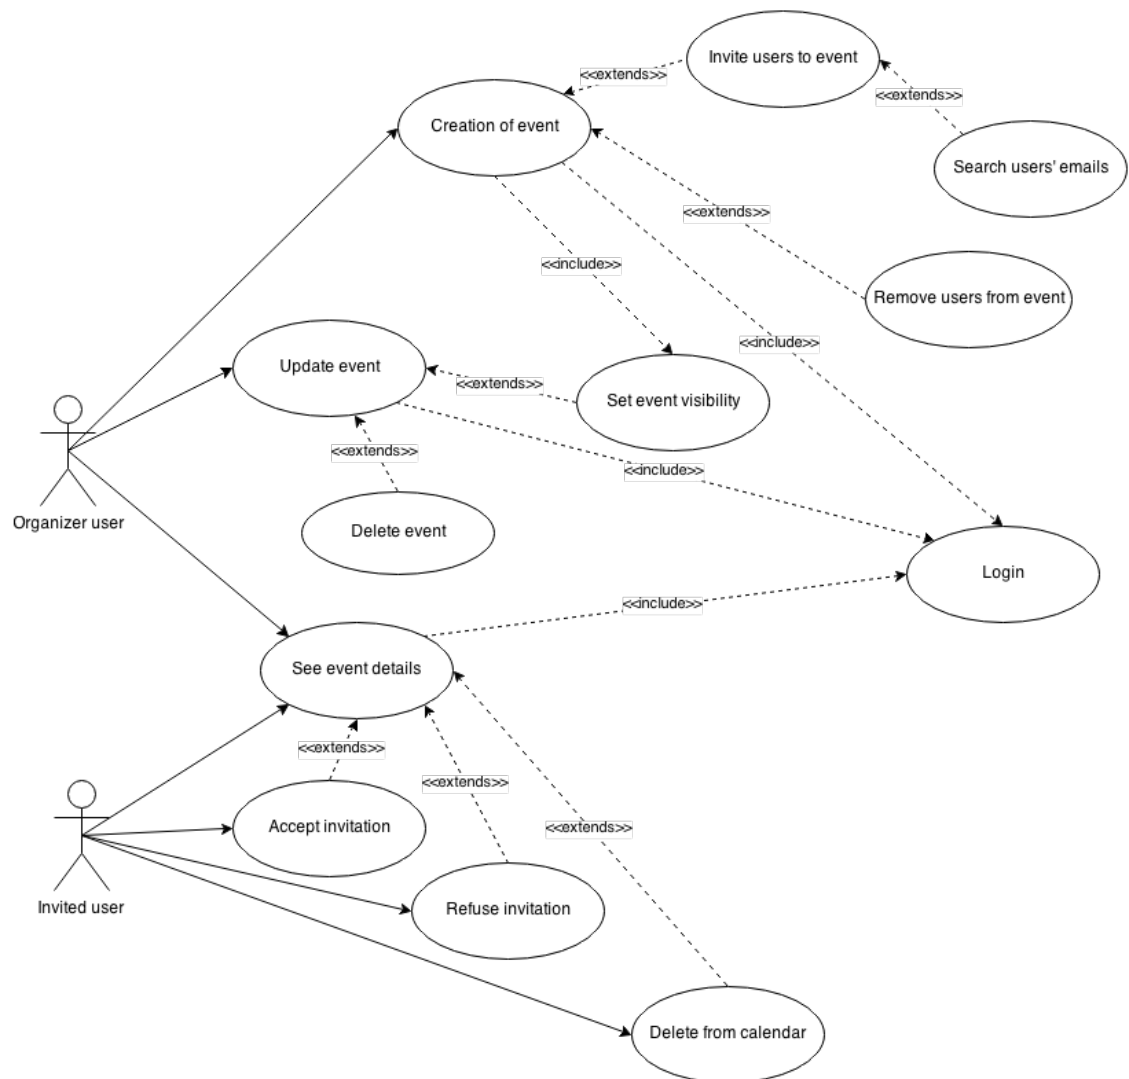 Invite users to event
<<extends>>
<<extends>>
Creation of event
Search users' emails
<<extends>>
<<include>>
Remove users from event
<<include>>
Update event
<<extends>>
Set event visibility
<<extends>>
<<include>>
Organizer user
Delete event
Login
<<include>>
See event details
<<extends>>
<<extends>>
Accept invitation
<<extends>>
Invited user
Refuse invitation
Delete from calendar